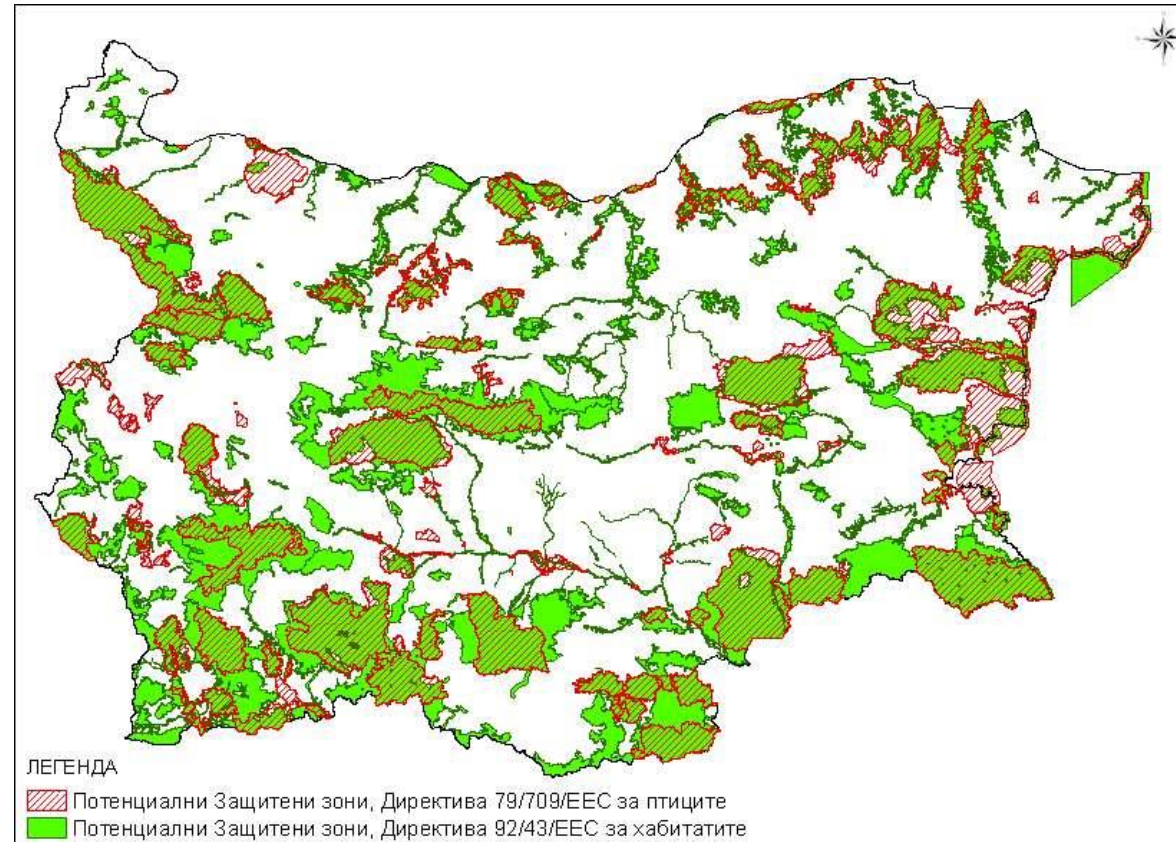 ЛЕГЕНДА
Потенциални Защитени зони, Директива 79/709/ЕЕС за птиците
Потенциални Защитени зони, Директива 92/43/ЕЕС за хабитатите